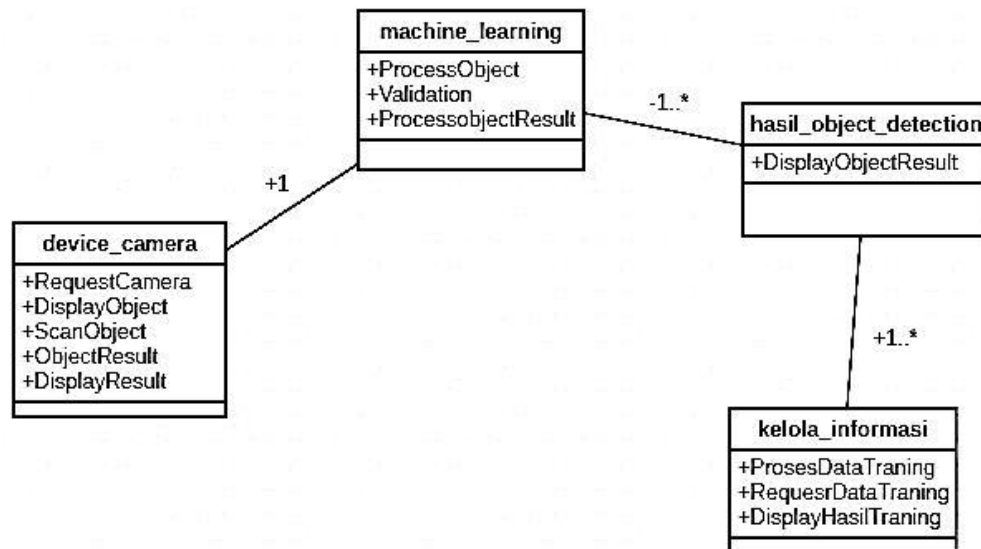 machine_learning
+ProcessObject
+Validation
+ProcessobjectResult
-1..*
hasil_object_detection
+DisplayObjectResult
+1
device_camera
+RequestCamera
+DisplayObject
+ScanObject
+ObjectResult
+DisplayResult
+1..*
kelola_informasi
+ProsesDataTraning
+RequesrDataTraning
+DisplayHasilTraning